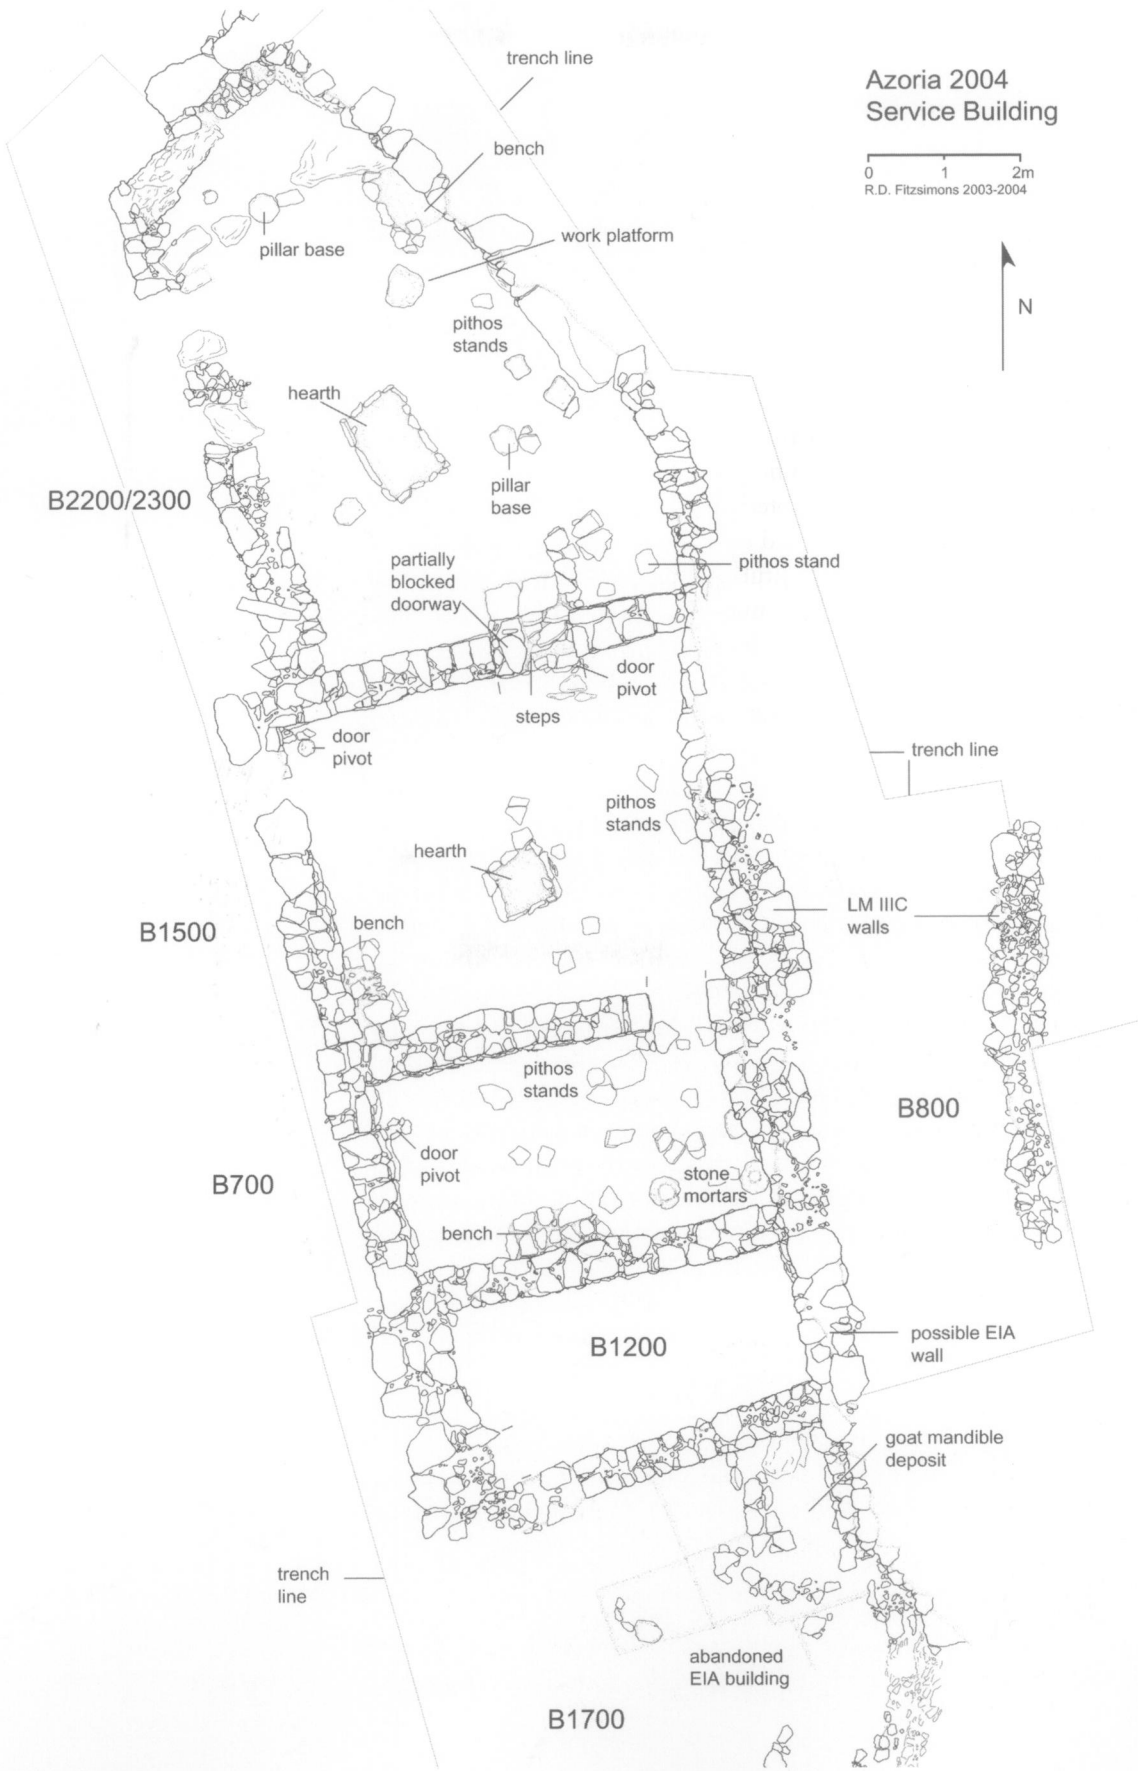 trench line
Azoria 2004
Service Building
0 1 2m
R.D. Fitzsimons 2003-2004
bench
work platform
pillar base
N
pithos
stands
hearth
pillar
base
B2200/2300
partially
blocked
doorway
pithos stand
door
pivot
steps
door
pivot
trench line
pithos
stands
hearth
LM IIIC
walls
bench
B1500
pithos
stands
B800
door
pivot
stone
mortars
B700
bench
possible EIA
wall
B1200
goat mandible
deposit
trench
line
abandoned
EIA building
B1700